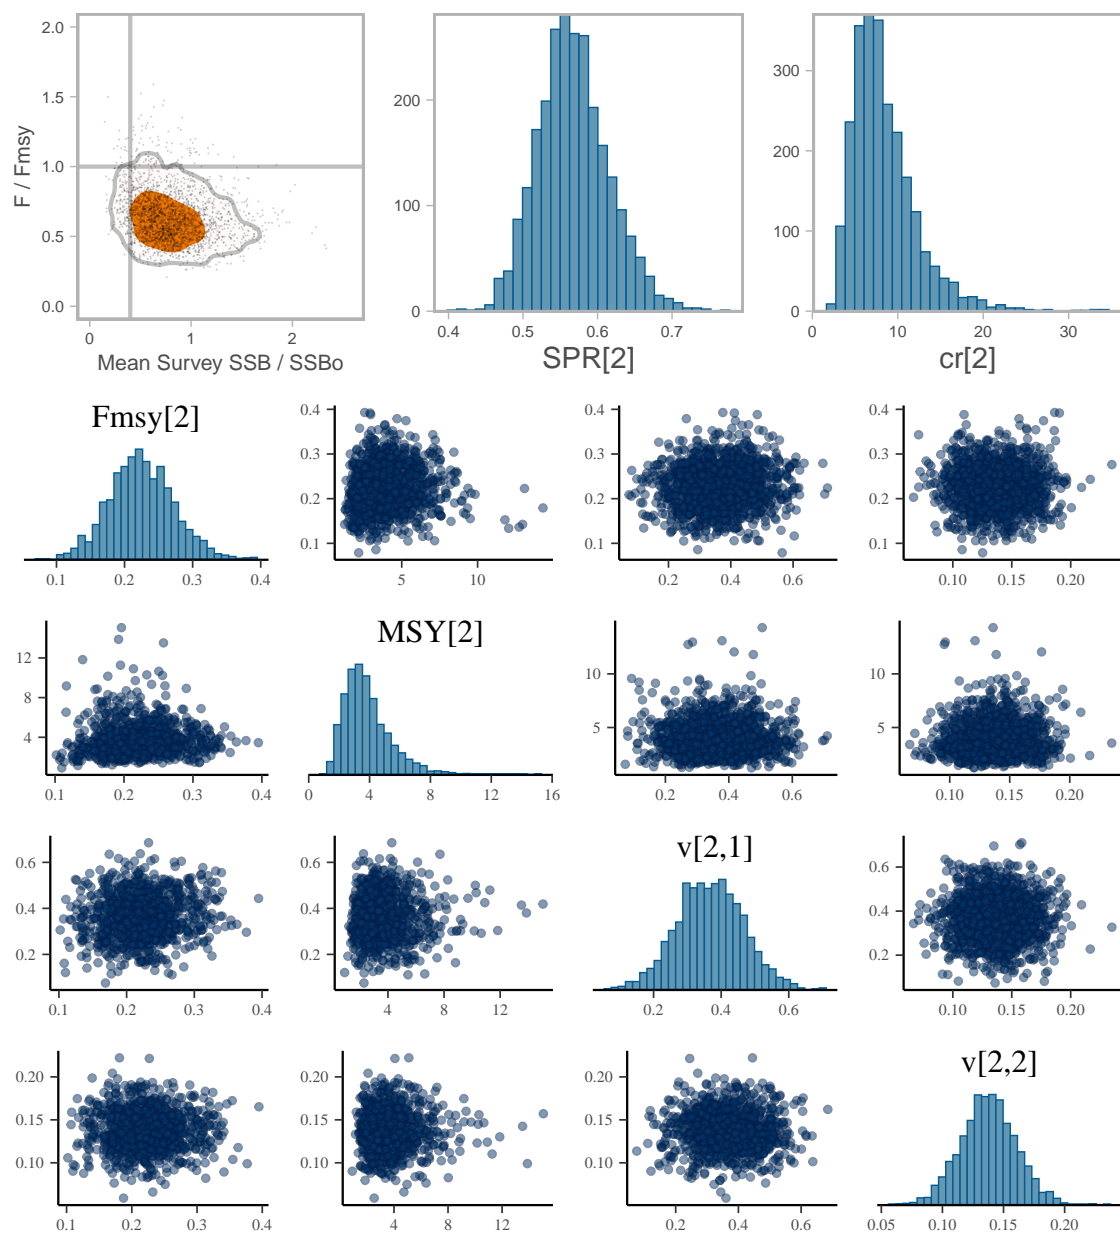 2.0
1.5
1.0
0.5
0.0
F / Fmsy
0 1 2
Mean Survey SSB / SSBo
200
100
0
0.4 0.5 0.6 0.7
SPR[2]
300
200
100
0
0 10 20 30
cr[2]
Fmsy[2]
0.1 0.2 0.3 0.4
0.4
0.3
0.2
0.1
5 10
0.4
0.3
0.2
0.1
0.2 0.4 0.6
0.4
0.3
0.2
0.1
0.10 0.15 0.20
12
8
4
0.1 0.2 0.3 0.4
MSY[2]
0 4 8 12 16
10
5
0.2 0.4 0.6
10
5
0.10 0.15 0.20
0.6
0.4
0.2
0.1 0.2 0.3 0.4
0.6
0.4
0.2
4 8 12
v[2,1]
0.2 0.4 0.6
0.6
0.4
0.2
0.10 0.15 0.20
0.20
0.15
0.10
0.1 0.2 0.3 0.4
0.20
0.15
0.10
4 8 12
0.20
0.15
0.10
0.2 0.4 0.6
v[2,2]
0.05 0.10 0.15 0.20